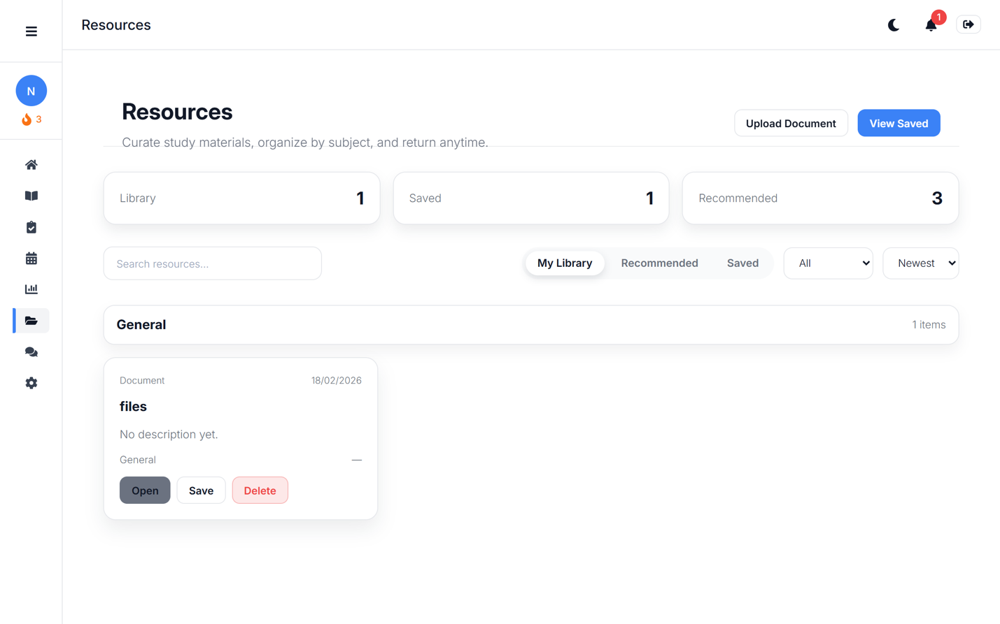 Resources
1
N
3
Resources
Curate study materials, organize by subject, and return anytime.
Upload Document
View Saved
Library 1
Saved 1
Recommended 3
Search resources...
My Library
Recommended
Saved
All
Newest
General
1 items
Document
18/02/2026
files
No description yet.
General
—
Open
Save
Delete